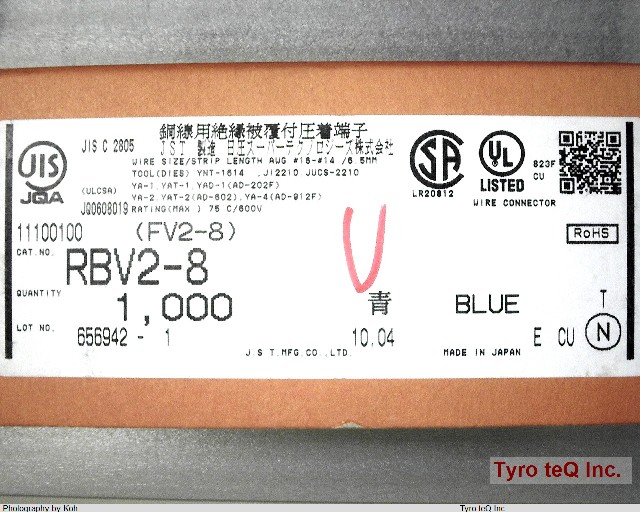 銅線用絶縁被覆付圧着端子
JIS C 2805 JST 製造 日圧スーパーテクノロジーズ株式会社
WIRE SIZE/STRIP LENGTH AWG #16-#14 /6.5MM
TOOL(DIES) YNT-1614 ,J12210 JUCS-2210
YA-1,YAT-1,YAD-1(AD-202F)
(ULCSA) YA-2,YAT-2(AD-602),YA-4(AD-912F)
JQ0608019 RATING(MAX ) 75 C/600V
JIS
JQA
SA
LR20812
UL
LISTED
823F
CU
WIRE CONNECTOR
11100100 (FV2-8)
RoHS
CAT.NO. RBV2-8
U
QUANTITY 1,000
青 BLUE T
LOT NO. 656942 - 1 10.04 E CU N
J.S T.MFG.CO.,LTD. MADE IN JAPAN
Tyro teQ Inc.
Photography by Koh Tyro teQ Inc